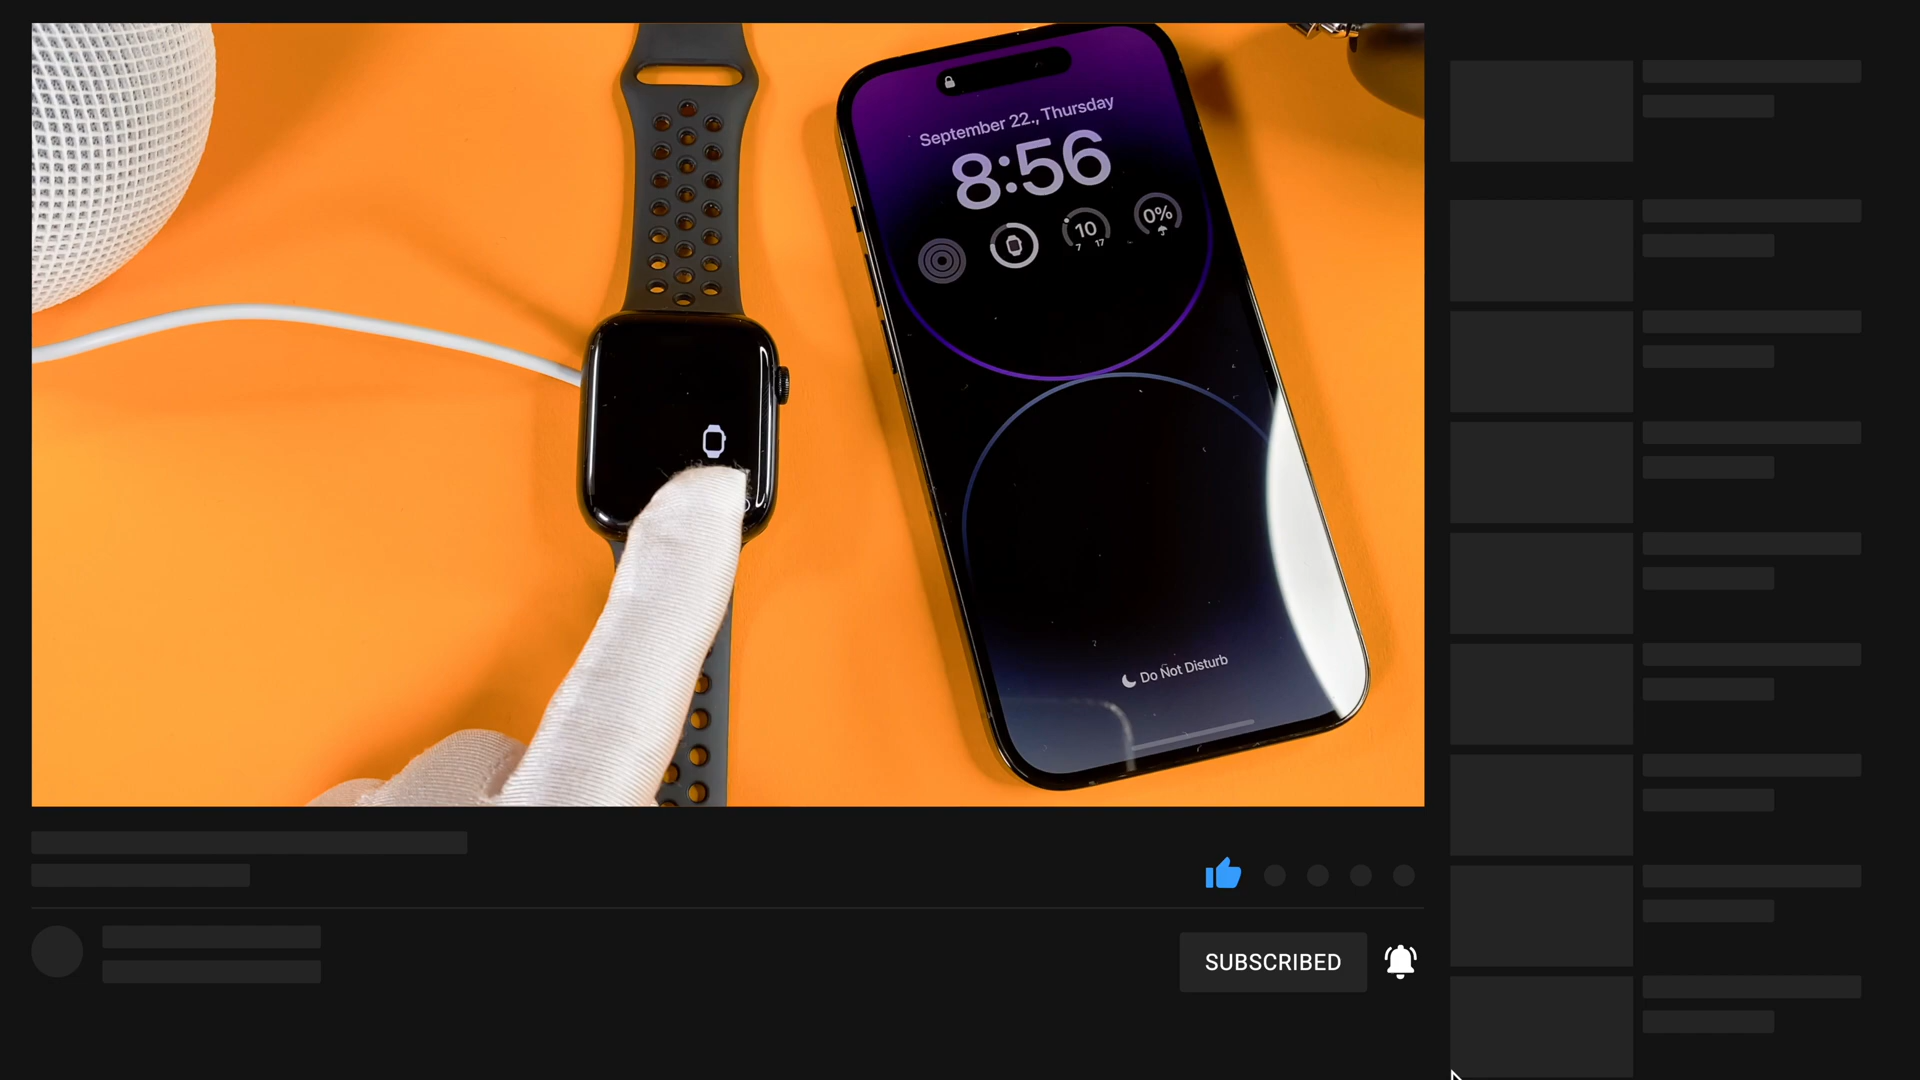 September 22., Thursday
8:56
10
7 17
0%
Do Not Disturb
SUBSCRIBED